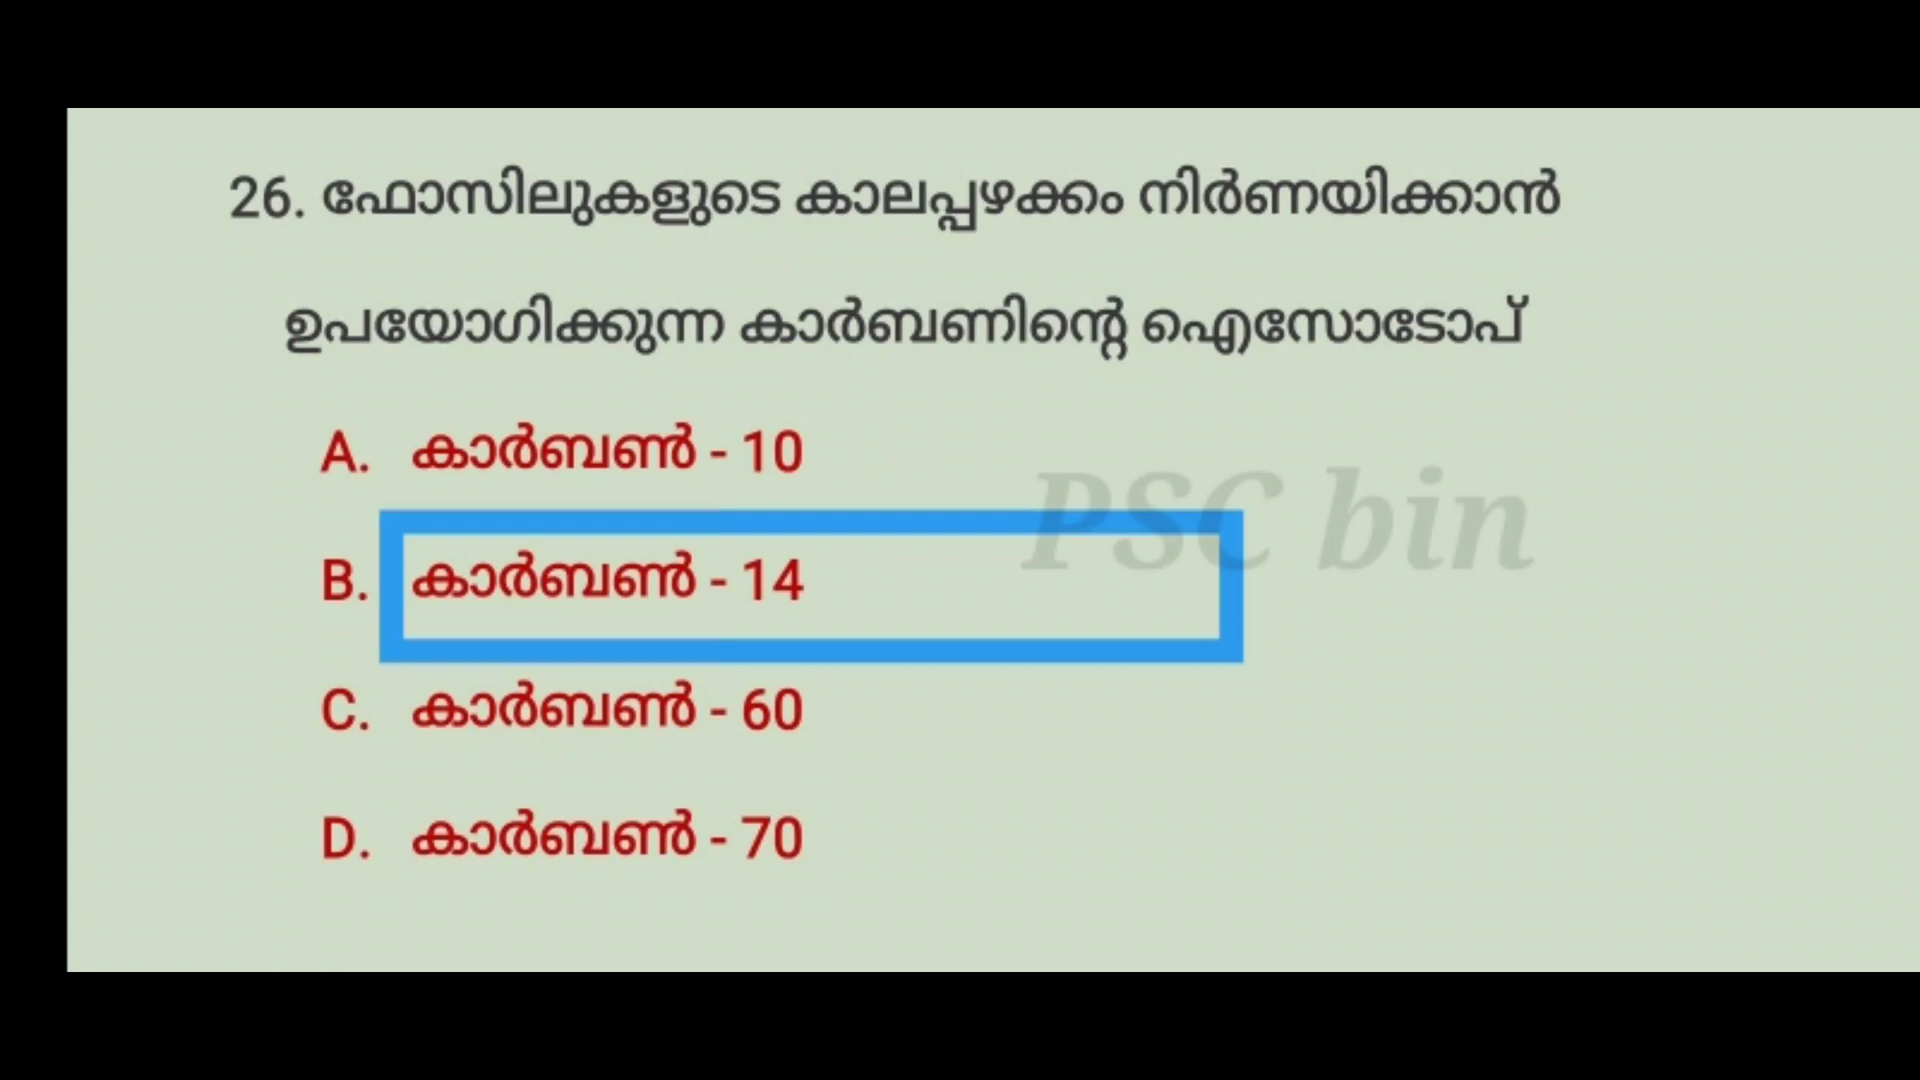 26. ഫോസിലുകളുടെ കാലപ്പഴക്കം നിർണയിക്കാൻ
ഉപയോഗിക്കുന്ന കാർബണിന്റെ ഐസോടോപ്
A. കാർബൺ - 10
PSC bin
B. കാർബൺ - 14
C. കാർബൺ - 60
D. കാർബൺ - 70